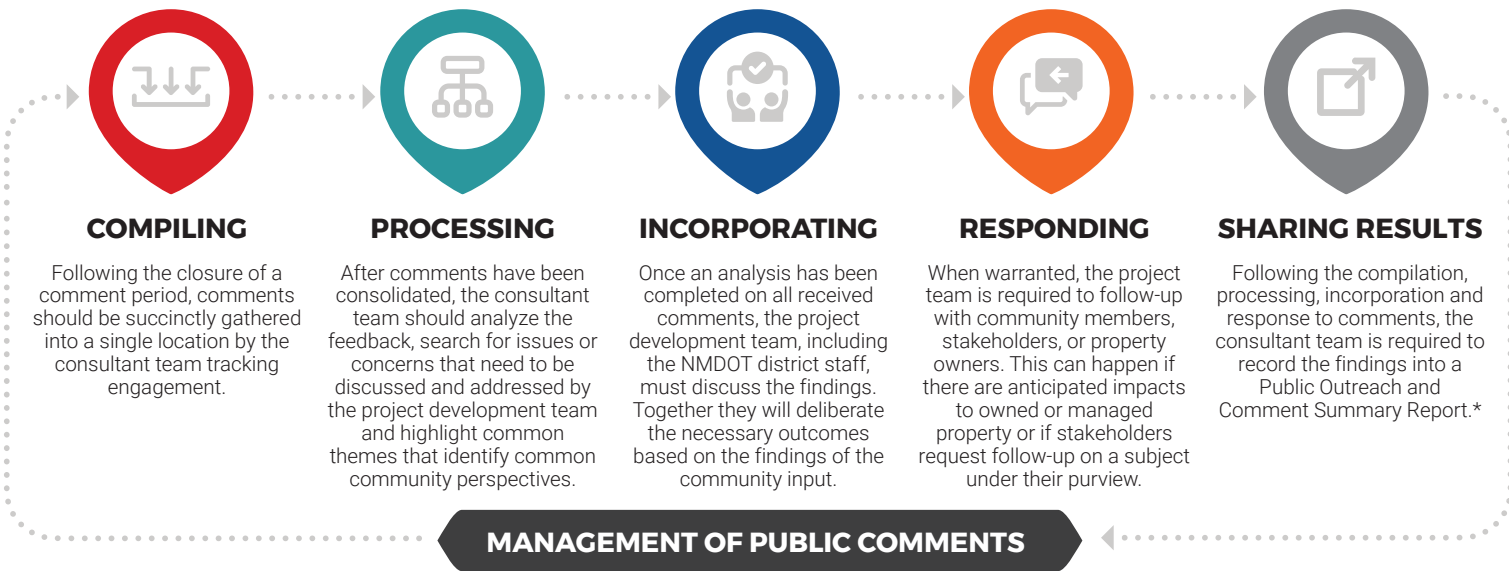 COMPILING
Following the closure of a
comment period, comments
should be succinctly gathered
into a single location by the
consultant team tracking
engagement.
PROCESSING
After comments have been
consolidated, the consultant
team should analyze the
feedback, search for issues or
concerns that need to be
discussed and addressed by
the project development team
and highlight common
themes that identify common
community perspectives.
INCORPORATING
Once an analysis has been
completed on all received
comments, the project
development team, including
the NMDOT district staff,
must discuss the findings.
Together they will deliberate
the necessary outcomes
based on the findings of the
community input.
RESPONDING
When warranted, the project
team is required to follow-up
with community members,
stakeholders, or property
owners. This can happen if
there are anticipated impacts
to owned or managed
property or if stakeholders
request follow-up on a subject
under their purview.
SHARING RESULTS
Following the compilation,
processing, incorporation and
response to comments, the
consultant team is required to
record the findings into a
Public Outreach and
Comment Summary Report.*
MANAGEMENT OF PUBLIC COMMENTS